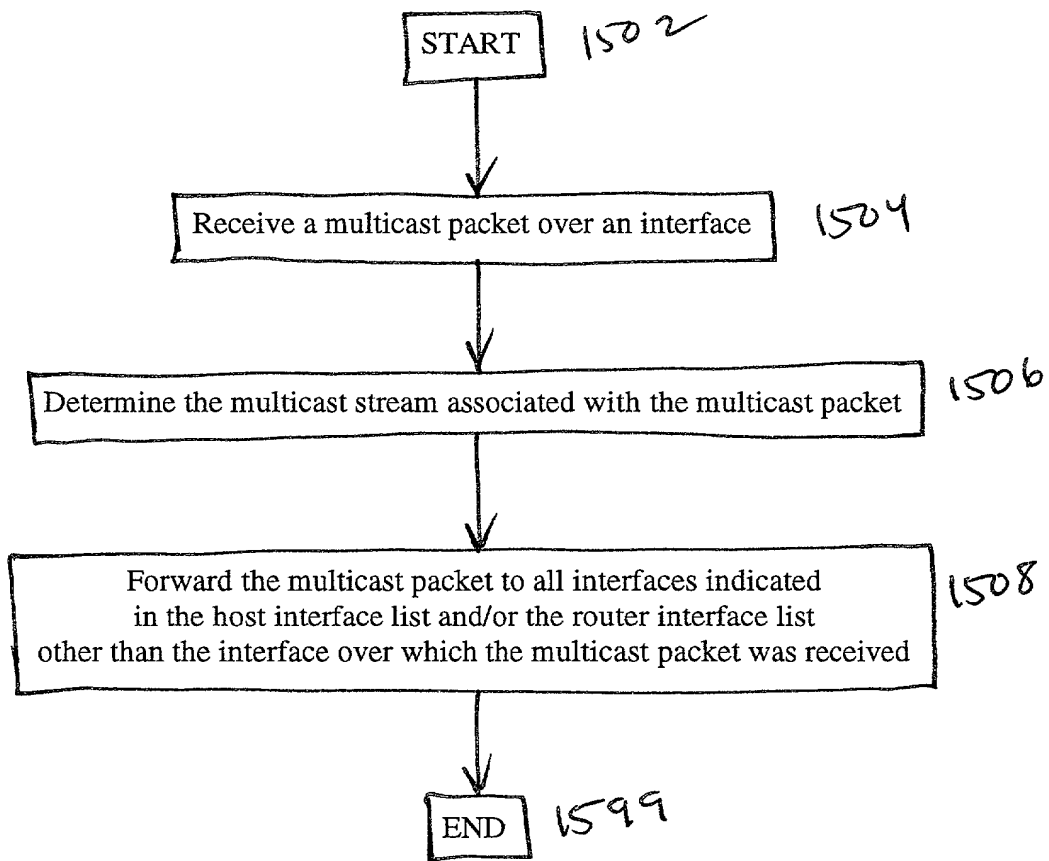 START 1502
Receive a multicast packet over an interface 1504
Determine the multicast stream associated with the multicast packet 1506
Forward the multicast packet to all interfaces indicated 1508
in the host interface list and/or the router interface list
other than the interface over which the multicast packet was received
END 1599